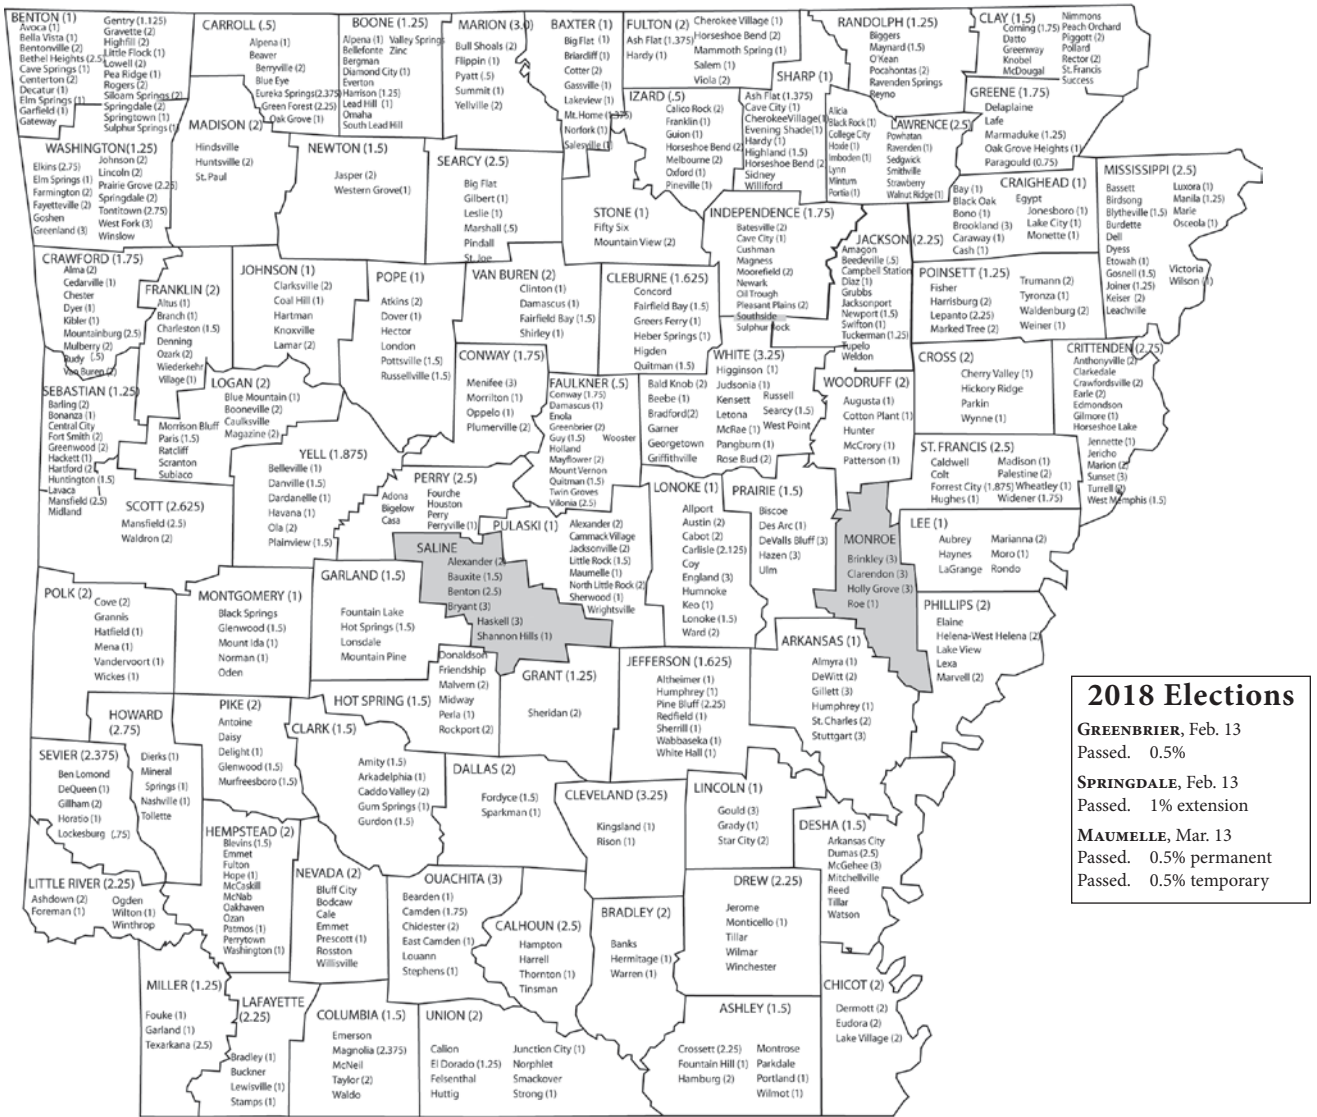 BENTON (1)
Avoca (1)
Bella Vista (1)
Bentonville (2)
Bethel Heights (2.5)
Cave Springs (1)
Centerton (2)
Decatur (1)
Elm Springs (1)
Garfield (1)
Gateway
Gentry (1.125)
Gravette (2)
Highfill (2)
Little Flock (1)
Lowell (2)
Pea Ridge (1)
Rogers (2)
Siloam Springs (2)
Springdale (2)
Springtown (1)
Sulphur Springs (1)
CARROLL (.5)
Alpena (1)
Beaver
Berryville (2)
Blue Eye
Eureka Springs(2.375)
Green Forest (2.25)
Oak Grove (1)
BOONE (1.25)
Alpena (1) Valley Springs
Bellefonte Zinc
Bergman
Diamond City (1)
Everton
Harrison (1.25)
Lead Hill (1)
Omaha
South Lead Hill
MARION (3.0)
Bull Shoals (2)
Flippin (1)
Pyatt (.5)
Summit (1)
Yellville (2)
BAXTER (1)
Big Flat (1)
Briarcliff (1)
Cotter (2)
Gassville (1)
Lakeview (1)
Mt. Home (1.375)
Norfork (1)
Salesville (1)
FULTON (2)
Ash Flat (1.375)
Hardy (1)
Cherokee Village (1)
Horseshoe Bend (2)
Mammoth Spring (1)
Salem (1)
Viola (2)
SHARP (1)
Ash Flat (1.375)
Cave City (1)
CherokeeVillage(1)
Evening Shade(1)
Hardy (1)
Highland (1.5)
Horseshoe Bend (2)
Sidney
Williford
IZARD (.5)
Calico Rock (2)
Franklin (1)
Guion (1)
Horseshoe Bend (2)
Melbourne (2)
Oxford (1)
Pineville (1)
RANDOLPH (1.25)
Biggers
Maynard (1.5)
O'Kean
Pocahontas (2)
Ravenden Springs
Reyno
CLAY (1.5)
Corning (1.75)
Datto
Greenway
Knobel
McDougal
Nimmons
Peach Orchard
Piggott (2)
Pollard
Rector (2)
St. Francis
Success
GREENE (1.75)
Delaplaine
Lafe
Marmaduke (1.25)
Oak Grove Heights (1)
Paragould (0.75)
LAWRENCE (2.5)
Alicia
Black Rock (1)
College City
Hoxie (1)
Imboden (1)
Lynn
Minturn
Portia (1)
Powhatan
Ravenden (1)
Sedgwick
Smithville
Strawberry
Walnut Ridge (1)
MADISON (2)
Hindsville
Huntsville (2)
St. Paul
WASHINGTON(1.25)
Elkins (2.75)
Elm Springs (1)
Farmington (2)
Fayetteville (2)
Goshen
Greenland (3)
Johnson (2)
Lincoln (2)
Prairie Grove (2.25)
Springdale (2)
Tontitown (2.75)
West Fork (3)
Winslow
NEWTON (1.5)
Jasper (2)
Western Grove(1)
SEARCY (2.5)
Big Flat
Gilbert (1)
Leslie (1)
Marshall (.5)
Pindall
St. Joe
STONE (1)
Fifty Six
Mountain View (2)
INDEPENDENCE (1.75)
Batesville (2)
Cave City (1)
Cushman
Magness
Moorefield (2)
Newark
Oil Trough
Pleasant Plains (2)
Southside
Sulphur Rock
JACKSON (2.25)
Amagon
Beedeville (.5)
Campbell Station
Diaz (1)
Grubbs
Jacksonport
Newport (1.5)
Swifton (1)
Tuckerman (1.25)
Tupelo
Weldon
CRAIGHEAD (1)
Bay (1)
Black Oak
Bono (1)
Brookland (3)
Caraway (1)
Cash (1)
Egypt
Jonesboro (1)
Lake City (1)
Monette (1)
MISSISSIPPI (2.5)
Bassett
Birdsong
Blytheville (1.5)
Burdette
Dell
Dyess
Etowah (1)
Gosnell (1.5)
Joiner (1.25)
Keiser (2)
Leachville
Luxora (1)
Manila (1.25)
Marie
Osceola (1)
Victoria
Wilson (1)
CRAWFORD (1.75)
Alma (2)
Cedarville (1)
Chester
Dyer (1)
Kibler (1)
Mountainburg (2.5)
Mulberry (2)
Rudy (.5)
Van Buren (2)
FRANKLIN (2)
Altus (1)
Branch (1)
Charleston (1.5)
Denning
Ozark (2)
Wiederkehr
Village (1)
JOHNSON (1)
Clarksville (2)
Coal Hill (1)
Hartman
Knoxville
Lamar (2)
POPE (1)
Atkins (2)
Dover (1)
Hector
London
Pottsville (1.5)
Russellville (1.5)
VAN BUREN (2)
Clinton (1)
Damascus (1)
Fairfield Bay (1.5)
Shirley (1)
CLEBURNE (1.625)
Concord
Fairfield Bay (1.5)
Greers Ferry (1)
Heber Springs (1)
Higden
Quitman (1.5)
POINSETT (1.25)
Fisher
Harrisburg (2)
Lepanto (2.25)
Marked Tree (2)
Trumann (2)
Tyronza (1)
Waldenburg (2)
Weiner (1)
CONWAY (1.75)
Menifee (3)
Morrilton (1)
Oppelo (1)
Plumerville (2)
FAULKNER (.5)
Conway (1.75)
Damascus (1)
Enola
Greenbrier (2)
Guy (1.5) Wooster
Holland
Mayflower (2)
Mount Vernon
Quitman (1.5)
Twin Groves
Vilonia (2.5)
WHITE (3.25)
Bald Knob (2)
Beebe (1)
Bradford(2)
Garner
Georgetown
Griffithville
Higginson (1)
Judsonia (1)
Kensett
Letona
McRae (1)
Pangburn (1)
Rose Bud (2)
Russell
Searcy (1.5)
West Point
WOODRUFF (2)
Augusta (1)
Cotton Plant (1)
Hunter
McCrory (1)
Patterson (1)
CROSS (2)
Cherry Valley (1)
Hickory Ridge
Parkin
Wynne (1)
CRITTENDEN (2.75)
Anthonyville (2)
Clarkedale
Crawfordsville (2)
Earle (2)
Edmondson
Gilmore (1)
Horseshoe Lake
Jennette (1)
Jericho
Marion (2)
Sunset (3)
Turrell (2)
West Memphis (1.5)
SEBASTIAN (1.25)
Barling (2)
Bonanza (1)
Central City
Fort Smith (2)
Greenwood (2)
Hackett (1)
Hartford (2)
Huntington (1.5)
Lavaca
Mansfield (2.5)
Midland
LOGAN (2)
Blue Mountain (1)
Booneville (2)
Caulksville
Magazine (2)
Morrison Bluff
Paris (1.5)
Ratcliff
Scranton
Subiaco
YELL (1.875)
Belleville (1)
Danville (1.5)
Dardanelle (1)
Havana (1)
Ola (2)
Plainview (1.5)
PERRY (2.5)
Adona
Bigelow
Casa
Fourche
Houston
Perry
Perryville (1)
SCOTT (2.625)
Mansfield (2.5)
Waldron (2)
PULASKI (1)
Alexander (2)
Cammack Village
Jacksonville (2)
Little Rock (1.5)
Maumelle (1)
North Little Rock (2)
Sherwood (1)
Wrightsville
LONOKE (1)
Allport
Austin (2)
Cabot (2)
Carlisle (2.125)
Coy
England (3)
Humnoke
Keo (1)
Lonoke (1.5)
Ward (2)
PRAIRIE (1.5)
Biscoe
Des Arc (1)
DeValls Bluff (3)
Hazen (3)
Ulm
MONROE
Brinkley (3)
Clarendon (3)
Holly Grove (3)
Roe (1)
ST. FRANCIS (2.5)
Caldwell
Colt
Forrest City (1.875)
Hughes (1)
Madison (1)
Palestine (2)
Wheatley (1)
Widener (1.75)
LEE (1)
Aubrey
Haynes
LaGrange
Marianna (2)
Moro (1)
Rondo
SALINE
Alexander (2)
Bauxite (1.5)
Benton (2.5)
Bryant (3)
Haskell (3)
Shannon Hills (1)
GARLAND (1.5)
Fountain Lake
Hot Springs (1.5)
Lonsdale
Mountain Pine
POLK (2)
Cove (2)
Grannis
Hatfield (1)
Mena (1)
Vandervoort (1)
Wickes (1)
MONTGOMERY (1)
Black Springs
Glenwood (1.5)
Mount Ida (1)
Norman (1)
Oden
PHILLIPS (2)
Elaine
Helena-West Helena (2)
Lake View
Lexa
Marvell (2)
ARKANSAS (1)
Almyra (1)
DeWitt (2)
Gillett (3)
Humphrey (1)
St. Charles (2)
Stuttgart (3)
HOT SPRING (1.5)
Donaldson
Friendship
Malvern (2)
Midway
Perla (1)
Rockport (2)
GRANT (1.25)
Sheridan (2)
JEFFERSON (1.625)
Altheimer (1)
Humphrey (1)
Pine Bluff (2.25)
Redfield (1)
Sherrill (1)
Wabbaseka (1)
White Hall (1)
HOWARD
(2.75)
Dierks (1)
Mineral
Springs (1)
Nashville (1)
Tollette
PIKE (2)
Antoine
Daisy
Delight (1)
Glenwood (1.5)
Murfreesboro (1.5)
CLARK (1.5)
Amity (1.5)
Arkadelphia (1)
Caddo Valley (2)
Gum Springs (1)
Gurdon (1.5)
SEVIER (2.375)
Ben Lomond
DeQueen (1)
Gillham (2)
Horatio (1)
Lockesburg (.75)
DALLAS (2)
Fordyce (1.5)
Sparkman (1)
CLEVELAND (3.25)
Kingsland (1)
Rison (1)
LINCOLN (1)
Gould (3)
Grady (1)
Star City (2)
DESHA (1.5)
Arkansas City
Dumas (2.5)
McGehee (3)
Mitchellville
Reed
Tillar
Watson
HEMPSTEAD (2)
Blevins (1.5)
Emmet
Fulton
Hope (1)
McCaskill
McNab
Oakhaven
Ozan
Patmos (1)
Perrytown
Washington (1)
NEVADA (2)
Bluff City
Bodcaw
Cale
Emmet
Prescott (1)
Rosston
Willisville
OUACHITA (3)
Bearden (1)
Camden (1.75)
Chidester (2)
East Camden (1)
Louann
Stephens (1)
LITTLE RIVER (2.25)
Ashdown (2)
Foreman (1)
Ogden
Wilton (1)
Winthrop
CALHOUN (2.5)
Hampton
Harrell
Thornton (1)
Tinsman
BRADLEY (2)
Banks
Hermitage (1)
Warren (1)
DREW (2.25)
Jerome
Monticello (1)
Tillar
Wilmar
Winchester
MILLER (1.25)
Fouke (1)
Garland (1)
Texarkana (2.5)
LAFAYETTE
(2.25)
Bradley (1)
Buckner
Lewisville (1)
Stamps (1)
COLUMBIA (1.5)
Emerson
Magnolia (2.375)
McNeil
Taylor (2)
Waldo
UNION (2)
Callon
El Dorado (1.25)
Felsenthal
Huttig
Junction City (1)
Norphlet
Smackover
Strong (1)
ASHLEY (1.5)
Crossett (2.25)
Fountain Hill (1)
Hamburg (2)
Montrose
Parkdale
Portland (1)
Wilmot (1)
CHICOT (2)
Dermott (2)
Eudora (2)
Lake Village (2)
2018 Elections
GREENBRIER, Feb. 13
Passed. 0.5%
SPRINGDALE, Feb. 13
Passed. 1% extension
MAUMELLE, Mar. 13
Passed. 0.5% permanent
Passed. 0.5% temporary